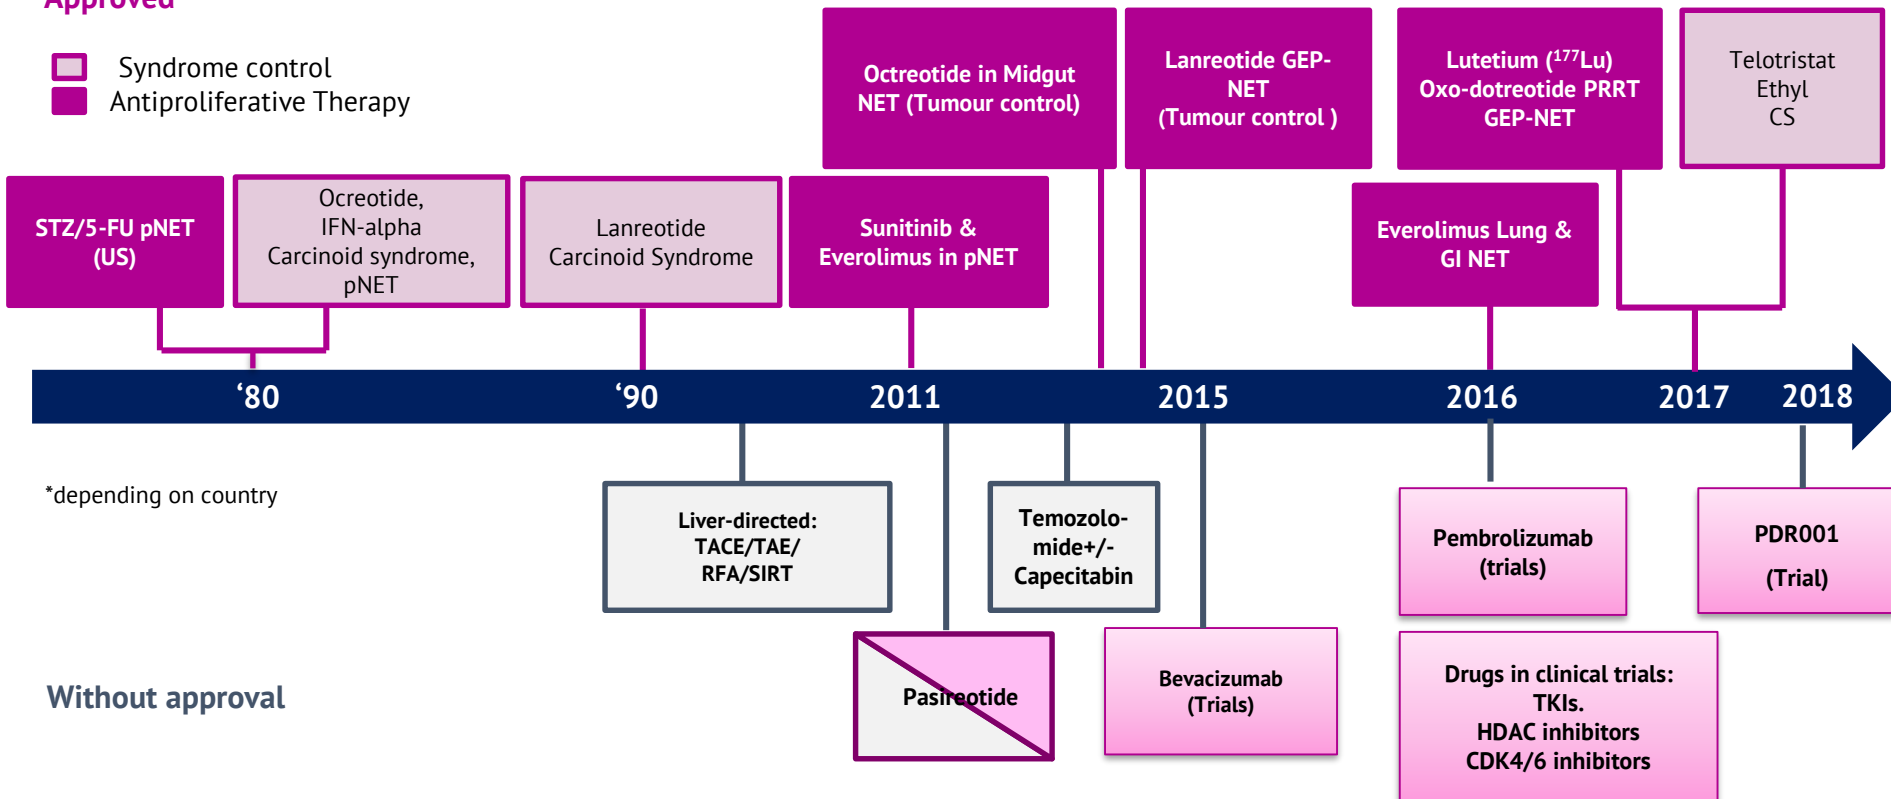 Approved
Syndrome control
Antiproliferative Therapy
Octreotide in Midgut
NET (Tumour control)
Lanreotide GEP-
NET
(Tumour control )
Lutetium (¹⁷⁷Lu)
Oxo-dotreotide PRRT
GEP-NET
Telotristat
Ethyl
CS
STZ/5-FU pNET
(US)
Ocreotide,
IFN-alpha
Carcinoid syndrome,
pNET
Lanreotide
Carcinoid Syndrome
Sunitinib &
Everolimus in pNET
Everolimus Lung &
GI NET
‘80
‘90
2011
2015
2016
2017
2018
*depending on country
Liver-directed:
TACE/TAE/
RFA/SIRT
Temozolo-
mide+/-
Capecitabin
Pembrolizumab
(trials)
PDR001
(Trial)
Without approval
Pasireotide
Bevacizumab
(Trials)
Drugs in clinical trials:
TKIs.
HDAC inhibitors
CDK4/6 inhibitors